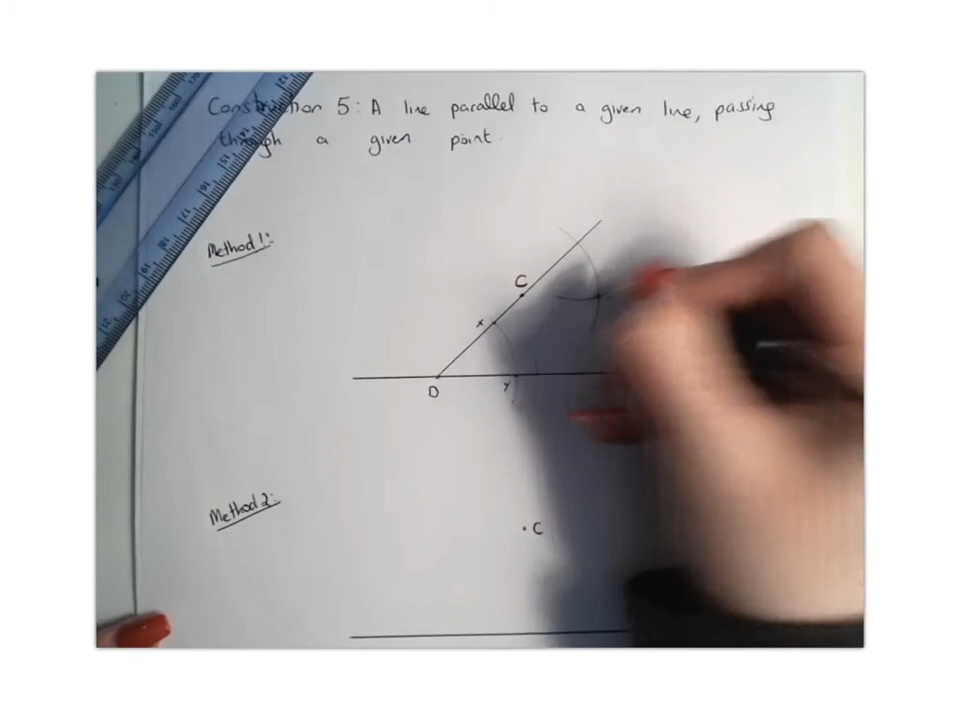 Construction 5: A line parallel to a given line, passing
through a given point.
Method 1:
C
x
y
D
Method 2:
C